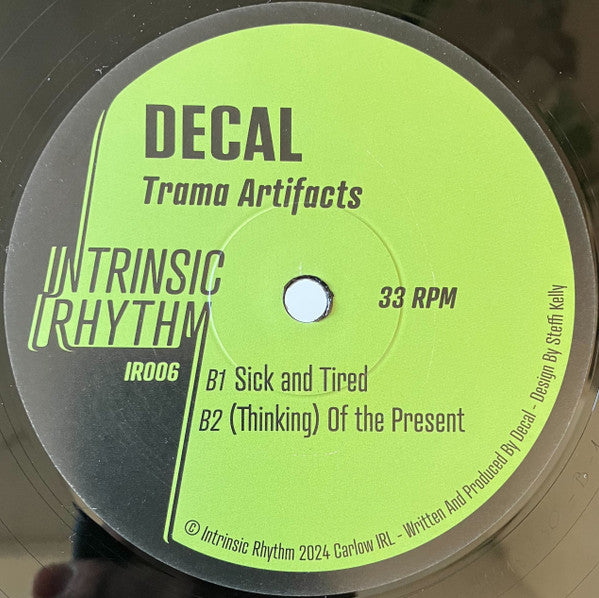 DECAL
Trama Artifacts
INTRINSIC
RHYTHM
33 RPM
IR006
B1 Sick and Tired
B2 (Thinking) Of the Present
© Intrinsic Rhythm 2024 Carlow IRL - Written And Produced By Decal - Design By Steffi Kelly